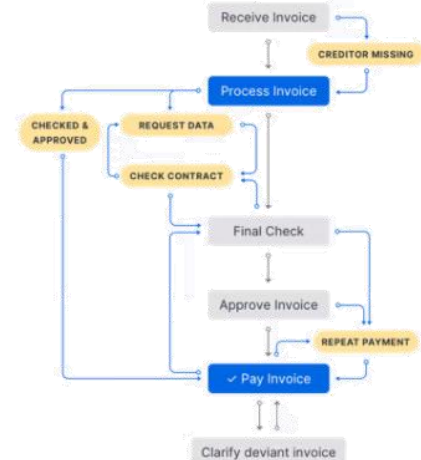 Receive Invoice
CREDITOR MISSING
Process Invoice
CHECKED &
APPROVED
REQUEST DATA
CHECK CONTRACT
Final Check
Approve Invoice
REPEAT PAYMENT
✓ Pay Invoice
Clarify deviant invoice